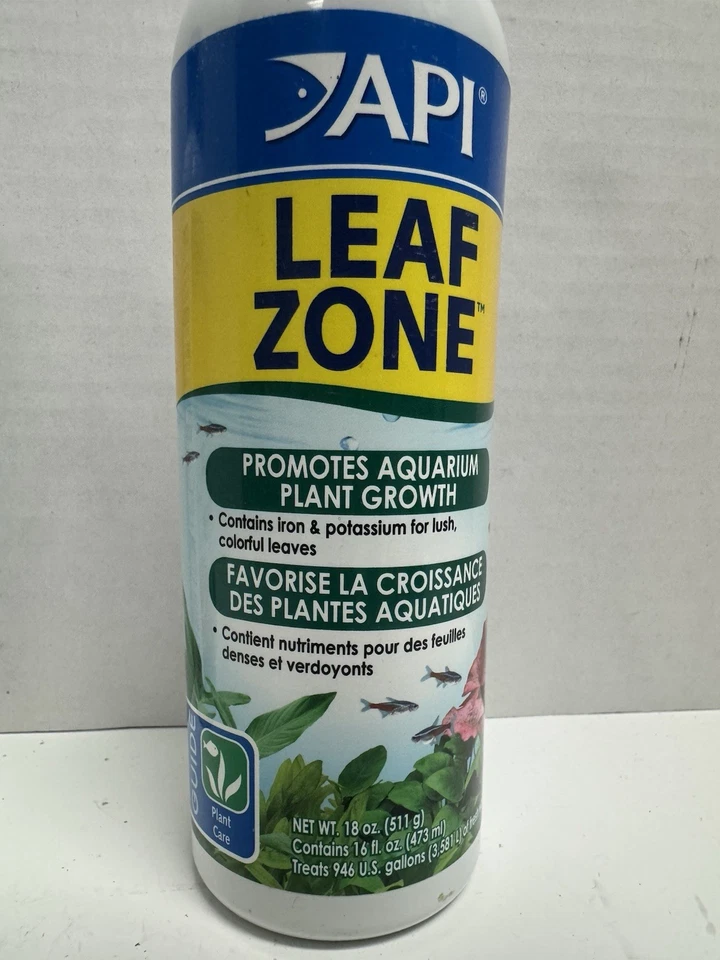 API®
LEAF
ZONE™
PROMOTES AQUARIUM
PLANT GROWTH
• Contains iron & potassium for lush,
colorful leaves
FAVORISE LA CROISSANCE
DES PLANTES AQUATIQUES
• Contient nutriments pour des feuilles
denses et verdoyonts
GUIDE
Plant
Care
NET WT. 18 oz. (511 g)
Contains 16 fl. oz. (473 ml)
Treats 946 U.S. gallons (3,581 L) of